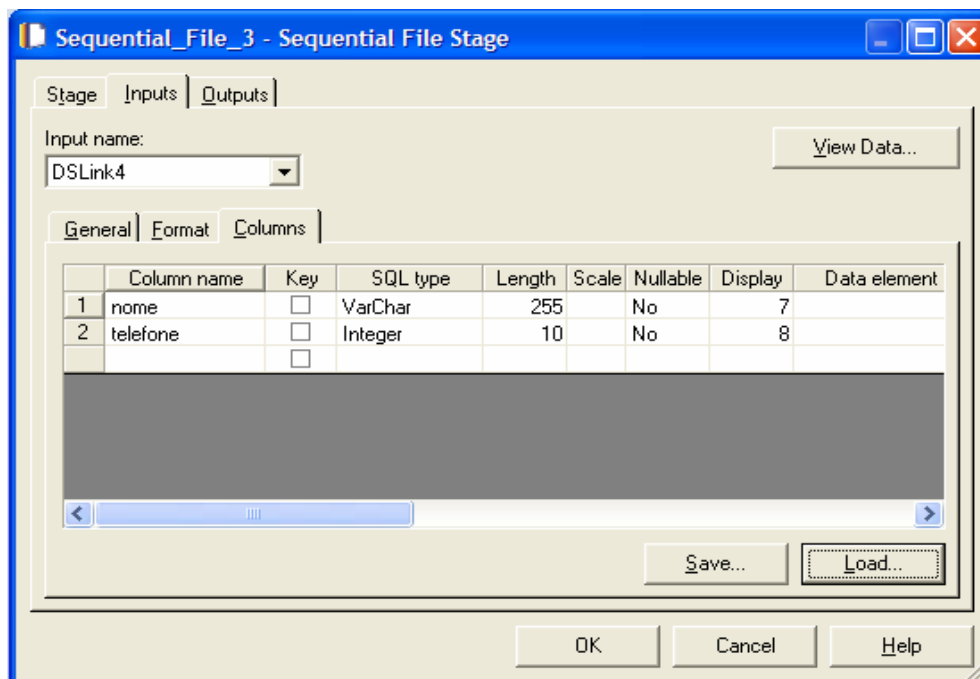 Sequential_File_3 - Sequential File Stage
Stage Inputs Outputs
Input name:
View Data...
DSLink4
General Format Columns
Column name Key SQL type Length Scale Nullable Display Data element
1 nome VarChar 255 No 7
2 telefone Integer 10 No 8
Save... Load...
OK Cancel Help